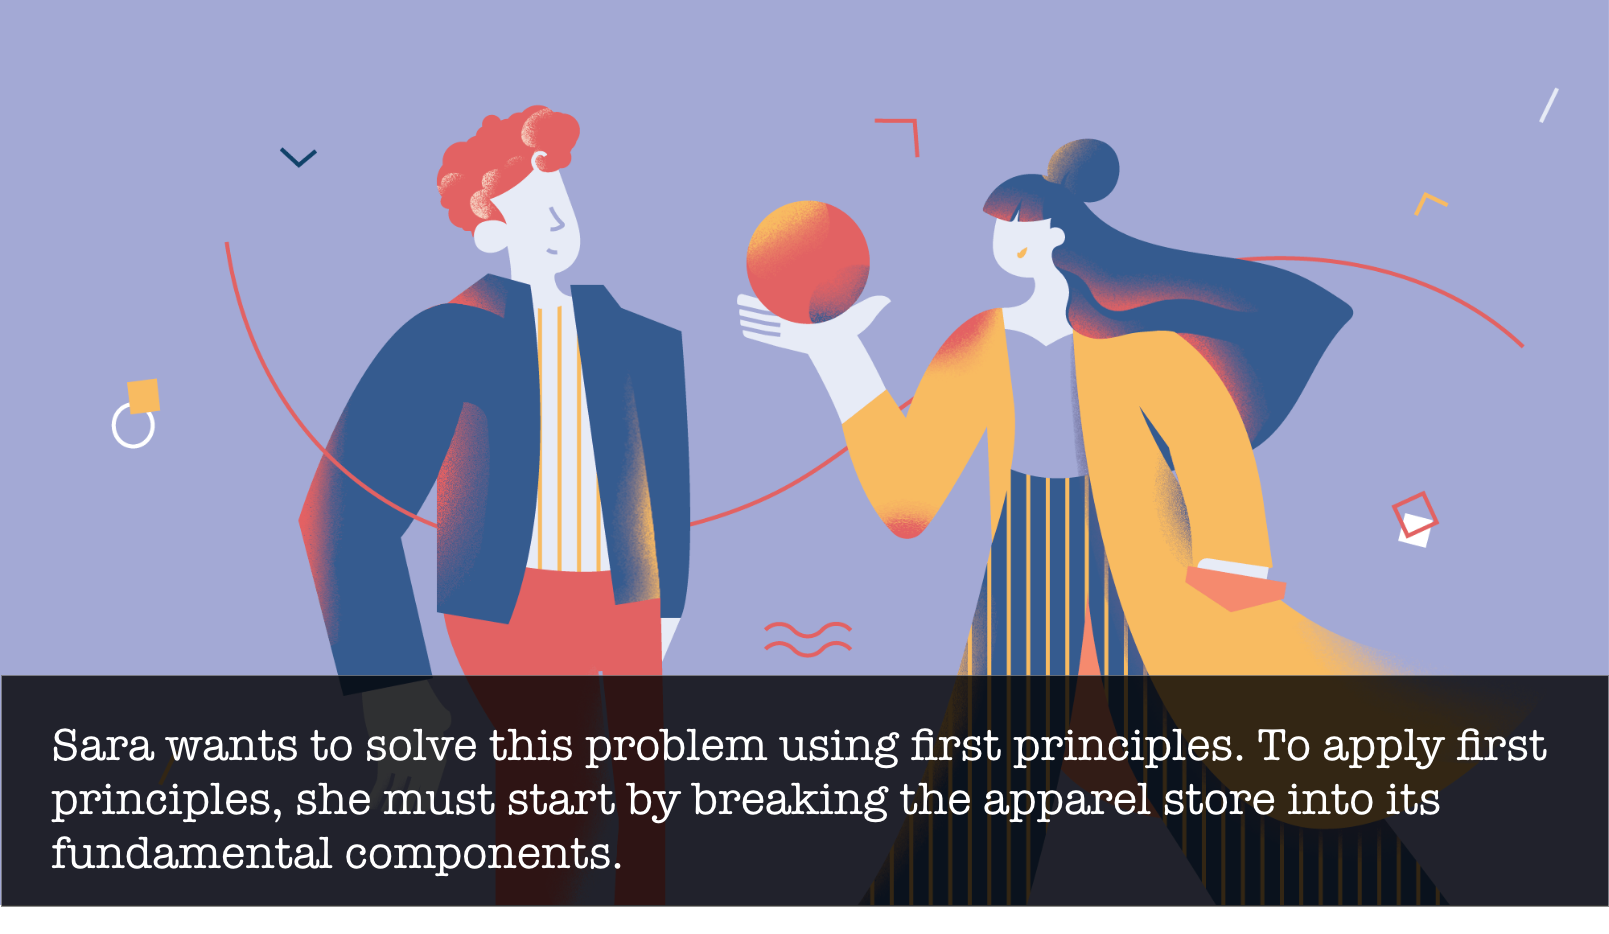 Sara wants to solve this problem using first principles. To apply first
principles, she must start by breaking the apparel store into its
fundamental components.